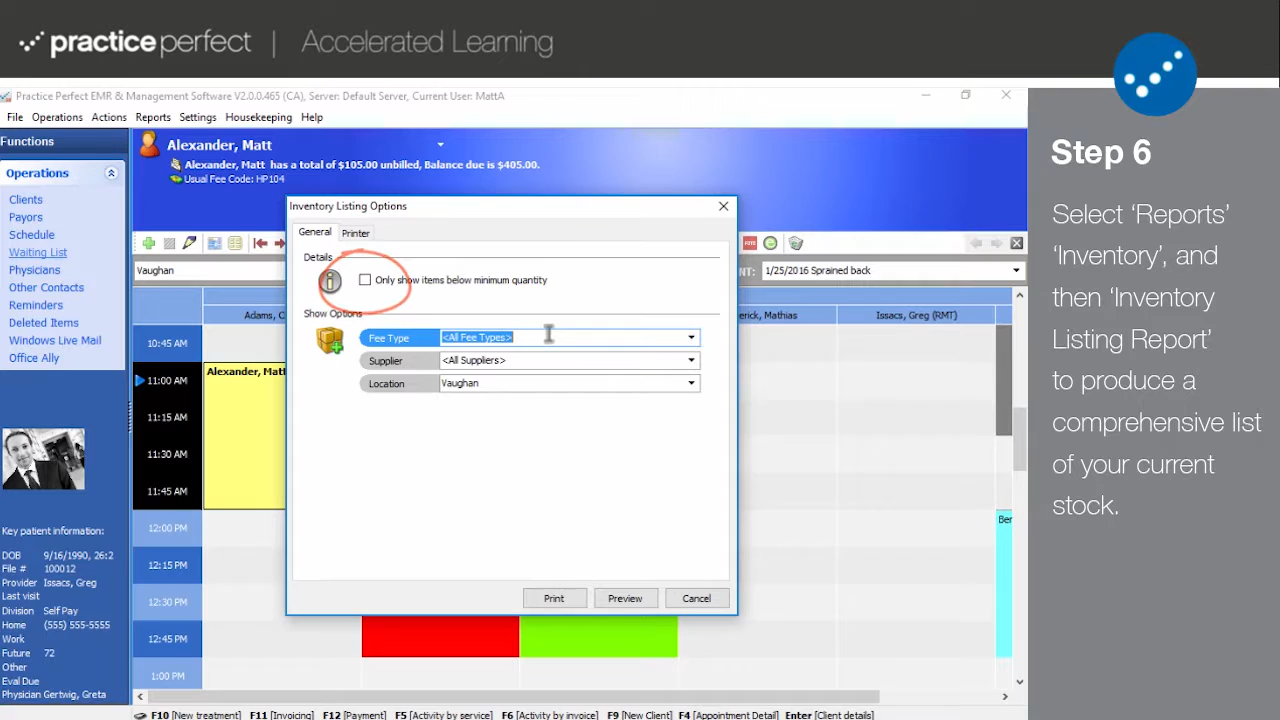 practice perfect | Accelerated Learning
Practice Perfect EMR & Management Software V2.0.0.465 (CA), Server: Default Server, Current User: MattA
File Operations Actions Reports Settings Housekeeping Help
Functions
Operations
Clients
Payors
Schedule
Waiting List
Physicians
Other Contacts
Reminders
Deleted Items
Windows Live Mail
Office Ally
Key patient information:
DOB 9/16/1990, 26:2
File # 100012
Provider Issacs, Greg
Last visit
Division Self Pay
Home (555) 555-5555
Work
Future 72
Other
Eval Due
Physician Gertwig, Greta
Alexander, Matt
Alexander, Matt has a total of $105.00 unbilled, Balance due is $405.00.
Usual Fee Code: HP104
Vaughan
NT: 1/25/2016 Sprained back
Adams, C
erick, Mathias
Issacs, Greg (RMT)
10:45 AM
11:00 AM
Alexander, Matt
11:15 AM
11:30 AM
11:45 AM
12:00 PM
Ber
12:15 PM
12:30 PM
12:45 PM
1:00 PM
Inventory Listing Options
General Printer
Details
Only show items below minimum quantity
Show Options
Fee Type <All Fee Types>
Supplier <All Suppliers>
Location Vaughan
Print Preview Cancel
F10 [New treatment] F11 [Invoicing] F12 [Payment] F5 [Activity by service] F6 [Activity by invoice] F9 [New Client] F4 [Appointment Detail] Enter [Client details]
Step 6
Select ‘Reports’
‘Inventory’, and
then ‘Inventory
Listing Report’
to produce a
comprehensive list
of your current
stock.